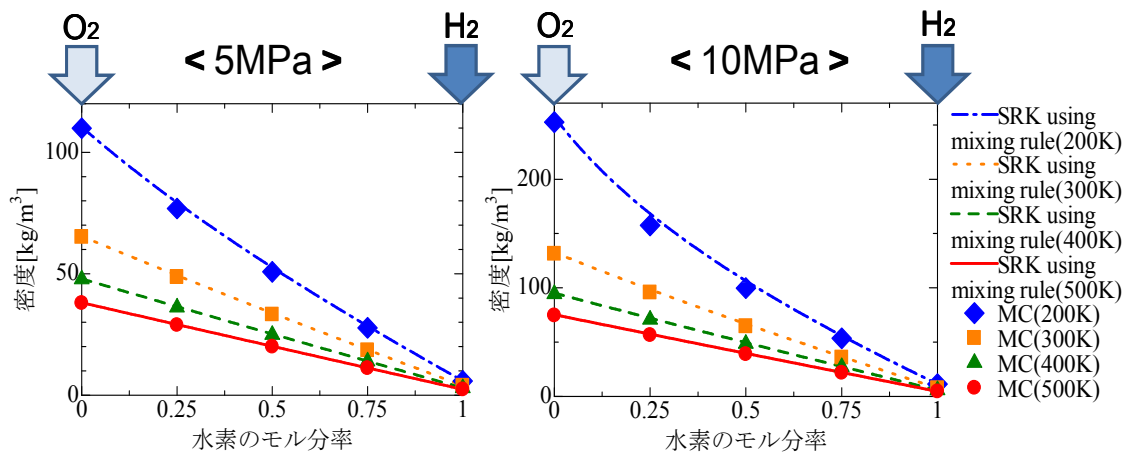 O2
< 5MPa >
H2
O2
< 10MPa >
H2
100
50
0
密度[kg/m3]
0 0.25 0.5 0.75 1
水素のモル分率
200
100
0
密度[kg/m3]
0 0.25 0.5 0.75 1
水素のモル分率
SRK using
mixing rule(200K)
SRK using
mixing rule(300K)
SRK using
mixing rule(400K)
SRK using
mixing rule(500K)
MC(200K)
MC(300K)
MC(400K)
MC(500K)